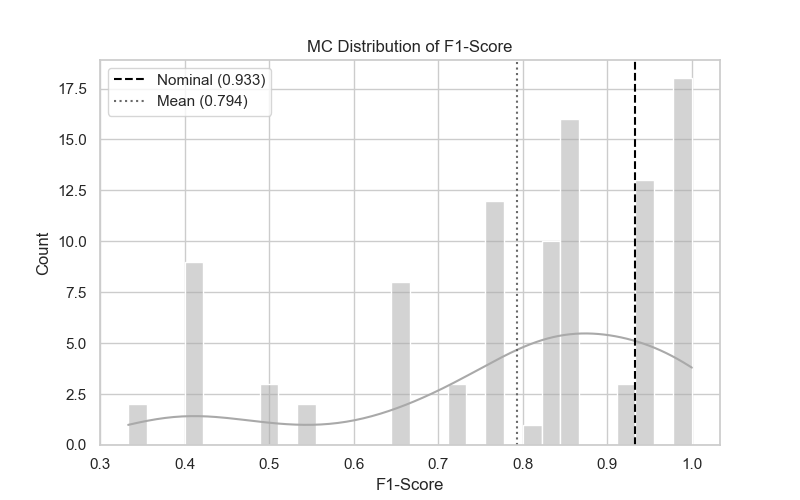 MC Distribution of F1-Score
Nominal (0.933)
Mean (0.794)
17.5
15.0
12.5
10.0
7.5
5.0
2.5
0.0
Count
0.3 0.4 0.5 0.6 0.7 0.8 0.9 1.0
F1-Score